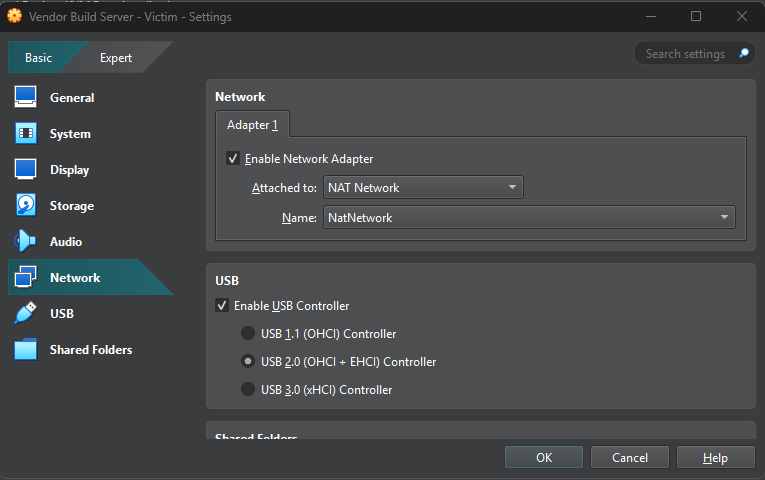 Vendor Build Server - Victim - Settings
Basic
Expert
Search settings
General
System
Display
Storage
Audio
Network
USB
Shared Folders
Network
Adapter 1
Enable Network Adapter
Attached to: NAT Network
Name: NatNetwork
USB
Enable USB Controller
USB 1.1 (OHCI) Controller
USB 2.0 (OHCI + EHCI) Controller
USB 3.0 (xHCI) Controller
Shared Folders
OK
Cancel
Help